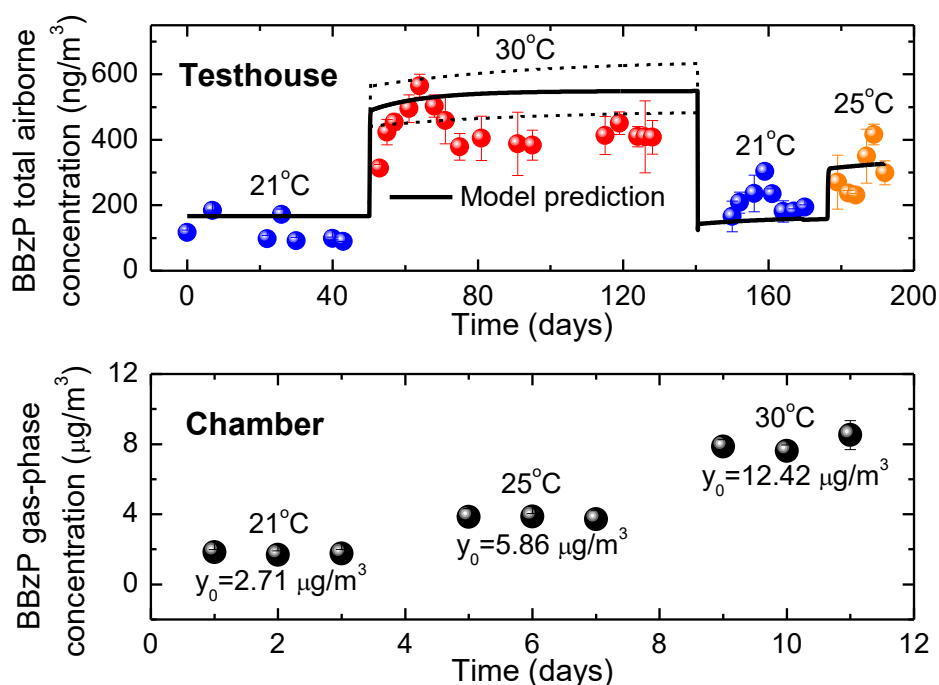 BBzP total airborne
concentration (ng/m³)
600
400
200
0
Testhouse
30°C
21°C
Model prediction
21°C
25°C
0
40
80
120
160
200
Time (days)
BBzP gas-phase
concentration (μg/m³)
12
8
4
0
Chamber
21°C
y₀=2.71 μg/m³
25°C
y₀=5.86 μg/m³
30°C
y₀=12.42 μg/m³
0
2
4
6
8
10
12
Time (days)